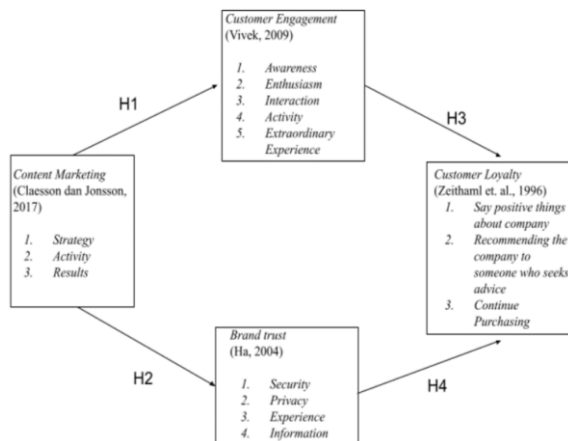 Customer Engagement
(Vivek, 2009)
1. Awareness
2. Enthusiasm
3. Interaction
4. Activity
5. Extraordinary
Experience
H1
H3
Content Marketing
(Claesson dan Jonsson,
2017)
1. Strategy
2. Activity
3. Results
Customer Loyalty
(Zeithaml et. al., 1996)
1. Say positive things
about company
2. Recommending the
company to
someone who seeks
advice
3. Continue
Purchasing
H2
H4
Brand trust
(Ha, 2004)
1. Security
2. Privacy
3. Experience
4. Information